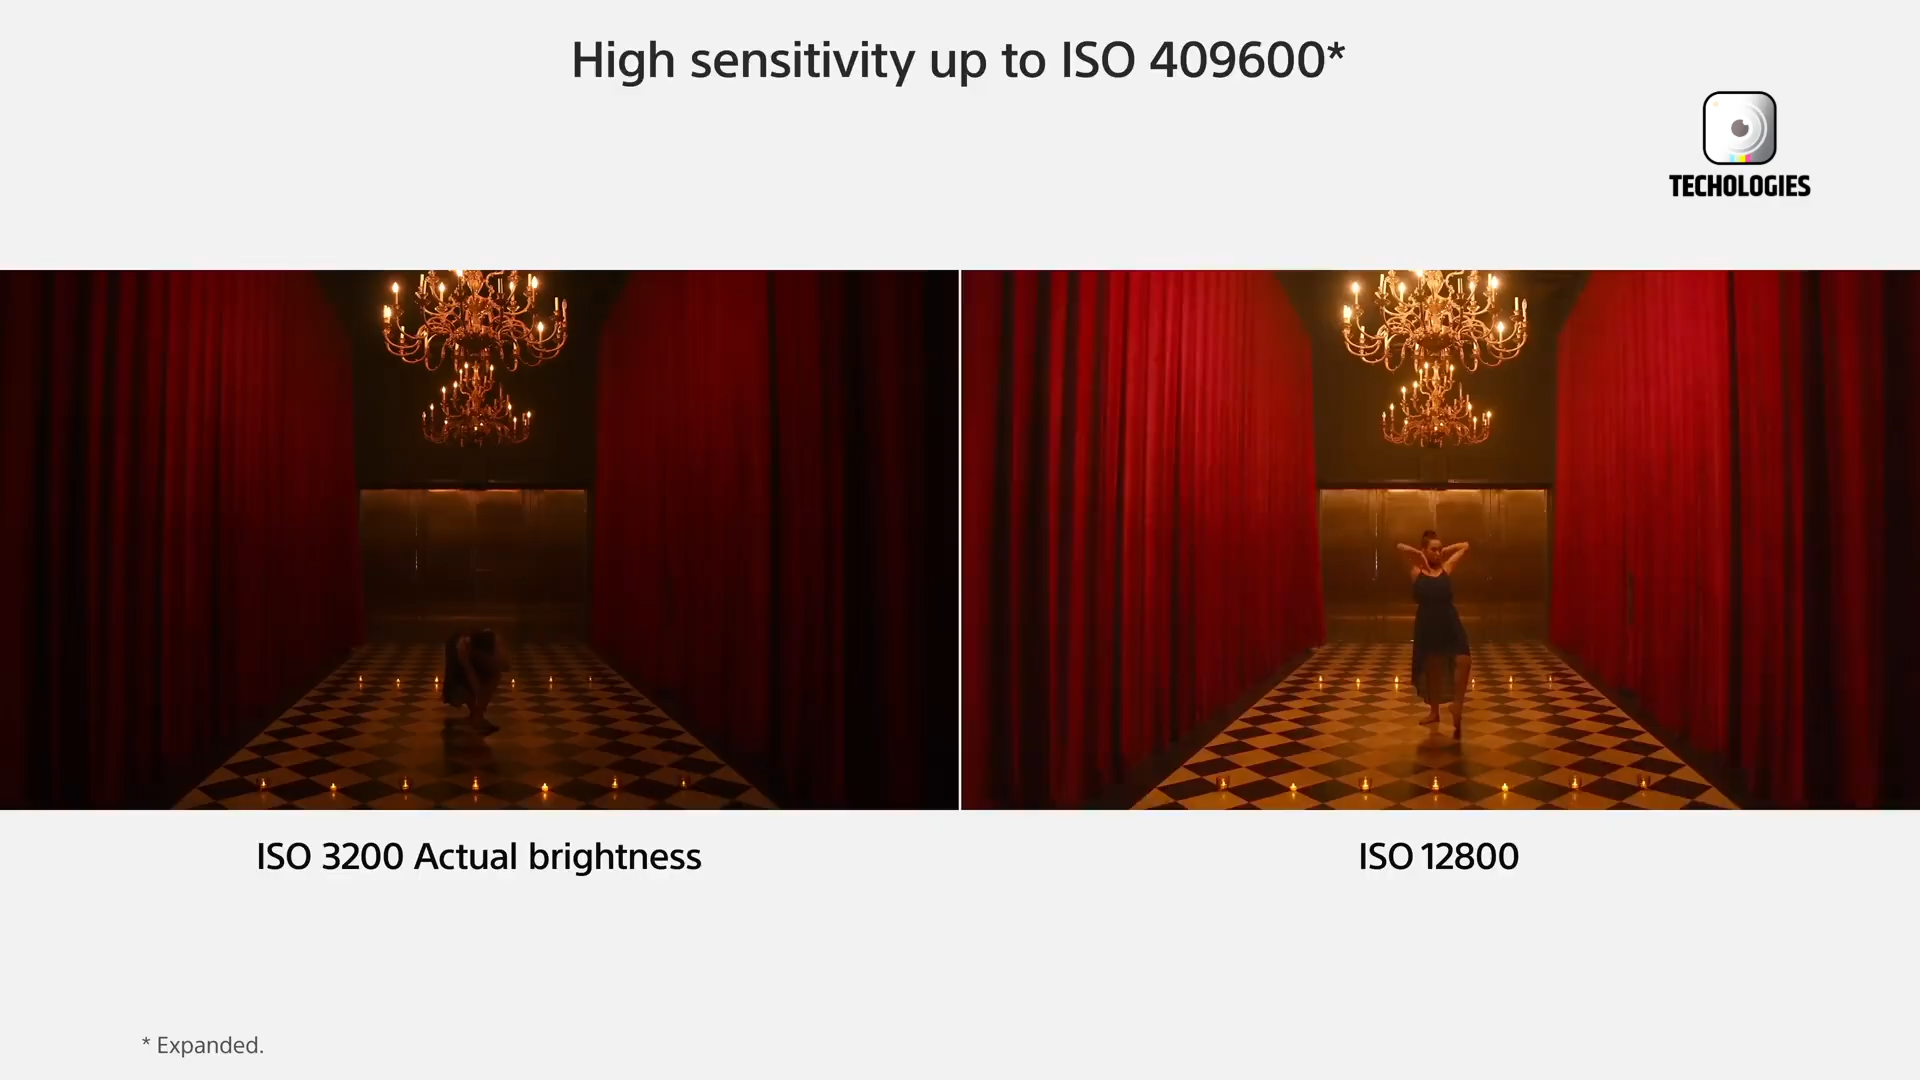 High sensitivity up to ISO 409600*
TECHOLOGIES
ISO 3200 Actual brightness
ISO 12800
* Expanded.